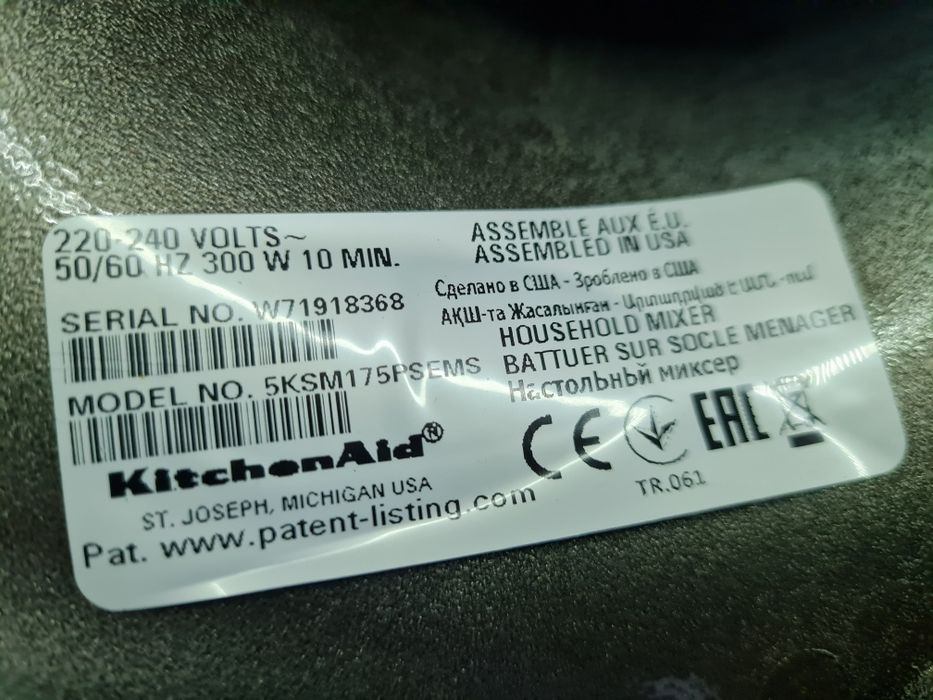 220-240 VOLTS~
50/60 HZ 300 W 10 MIN.
SERIAL NO. W71918368
MODEL NO. 5KSM175PSEMS
KitchenAid®
ST. JOSEPH, MICHIGAN USA
Pat. www.patent-listing.com
ASSEMBLE AUX É.U.
ASSEMBLED IN USA
Сделано в США - Зроблено в США
АҚШ-та Жасалынған -
HOUSEHOLD MIXER
BATTUER SUR SOCLE MENAGER
Настольный миксер
CE
EAC
TR.061